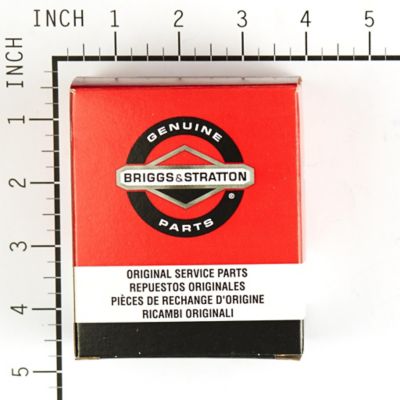 INCH 1 2 3 4 5
INCH
1
2
3
4
5
GENUINE
BRIGGS & STRATTON
®
PARTS
ORIGINAL SERVICE PARTS
REPUESTOS ORIGINALES
PIÈCES DE RECHANGE D'ORIGINE
RICAMBI ORIGINALI